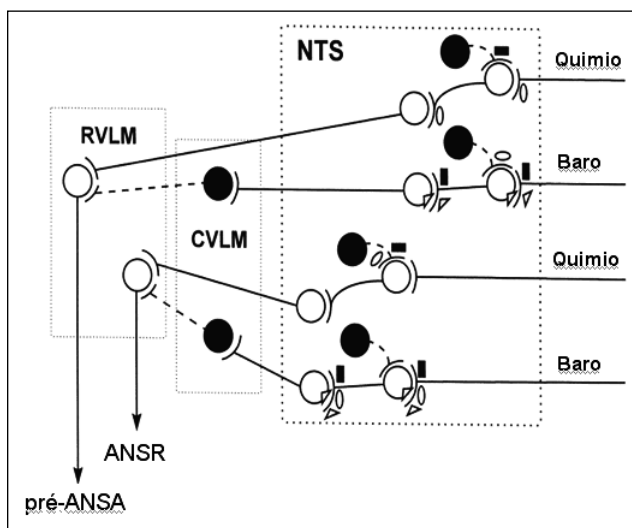 NTS
Quimio
RVLM
Baro
CVLM
Quimio
Baro
ANSR
pré-ANSA